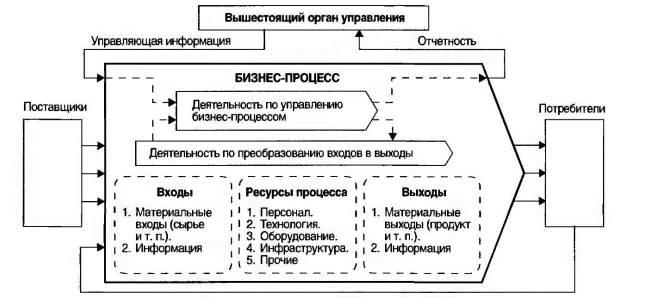 Вышестоящий орган управления
Управляющая информация
Отчетность
БИЗНЕС-ПРОЦЕСС
Поставщики
Потребители
Деятельность по управлению
бизнес-процессом
Деятельность по преобразованию входов в выходы
Входы
1. Материальные
входы (сырье
и т. п.).
2. Информация
Ресурсы процесса
1. Персонал.
2. Технология.
3. Оборудование.
4. Инфраструктура.
5. Прочие
Выходы
1. Материальные
выходы (продукт
и т. п.).
2. Информация